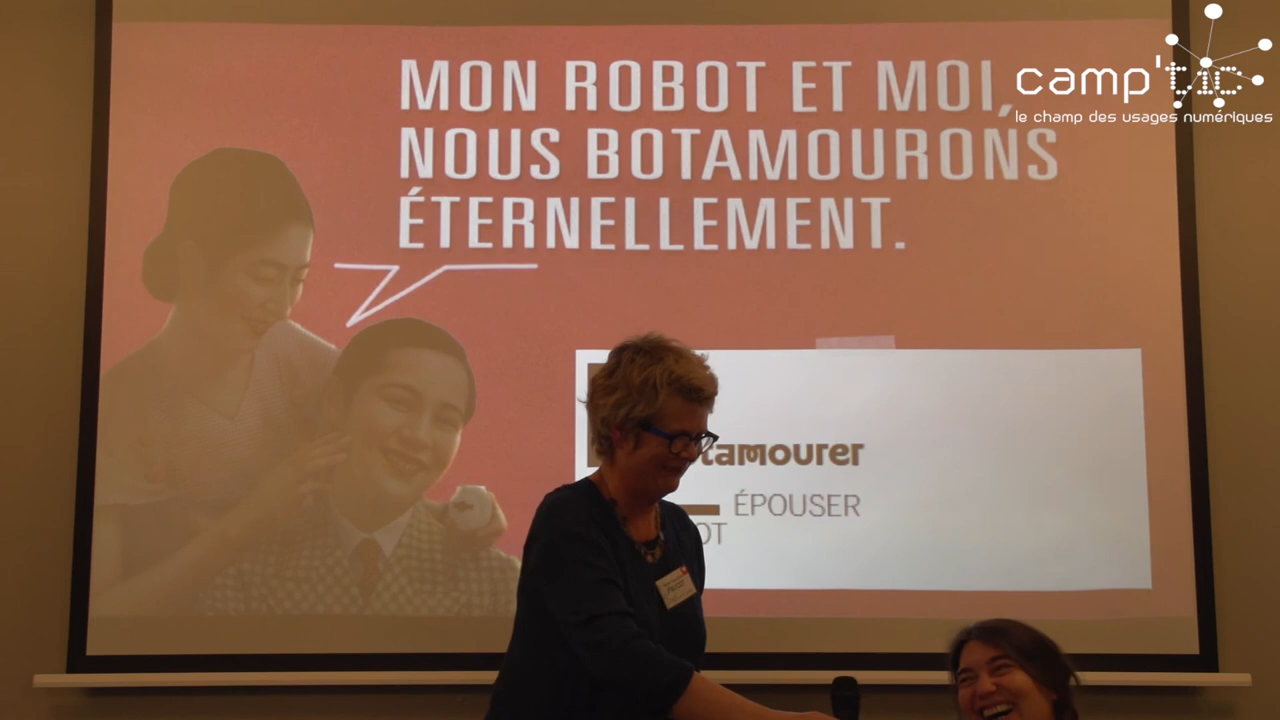 MON ROBOT ET MOI,
NOUS BOTAMOURONS
ÉTERNELLEMENT.
camp'tic
le champ des usages numériques
tamourer
ÉPOUSER
OT